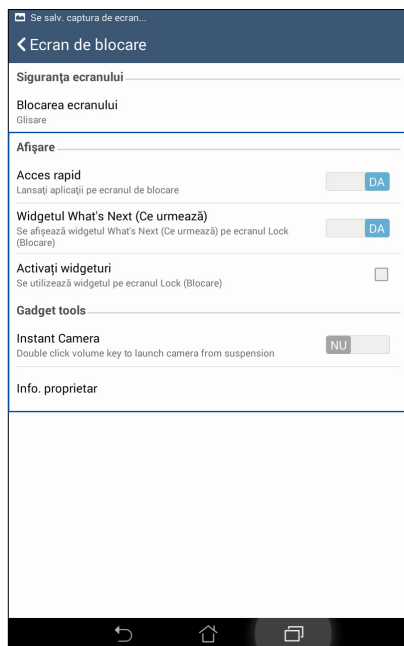 Se salv. captura de ecran...
Ecran de blocare
Siguranța ecranului
Blocarea ecranului
Glisare
Afișare
Acces rapid
Lansați aplicații pe ecranul de blocare
DA
Widgetul What's Next (Ce urmează)
Se afișează widgetul What's Next (Ce urmează) pe ecranul Lock
(Blocare)
DA
Activați widgeturi
Se utilizează widgetul pe ecranul Lock (Blocare)
Gadget tools
Instant Camera
Double click volume key to launch camera from suspension
NU
Info. proprietar